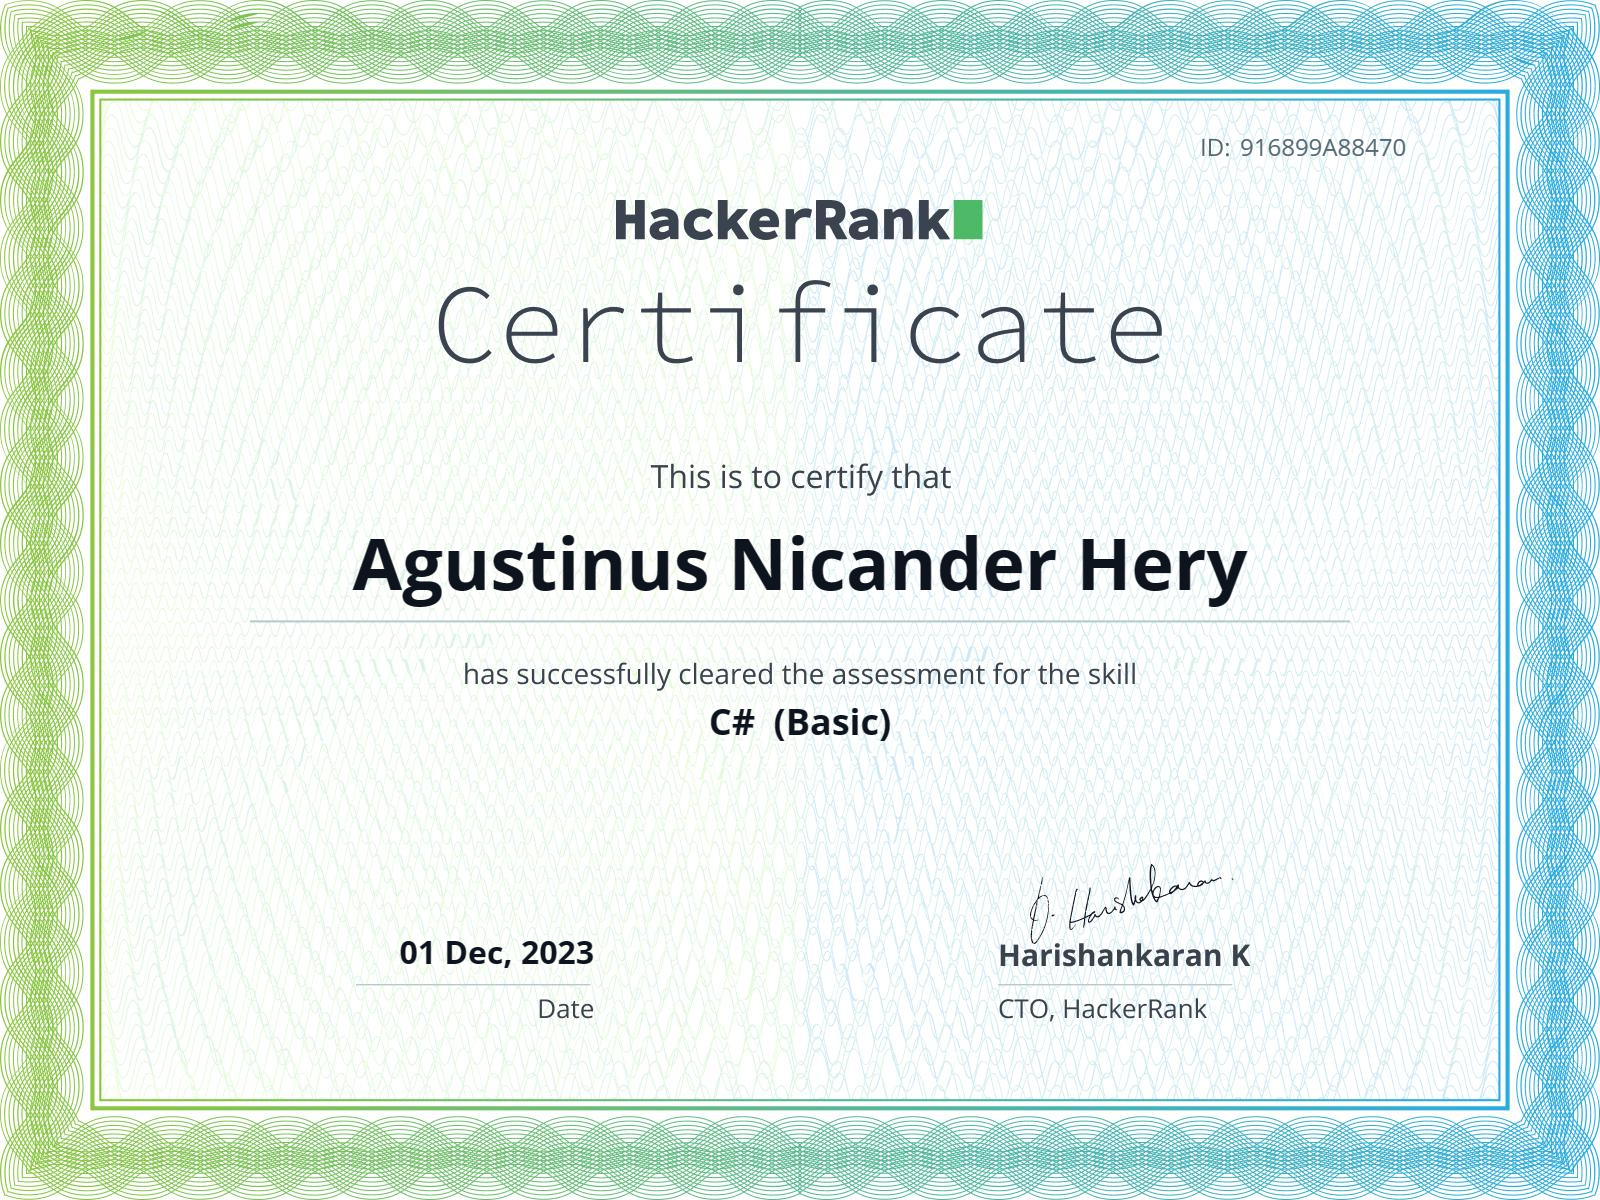 ID: 916899A88470
HackerRank
Certificate
This is to certify that
Agustinus Nicander Hery
has successfully cleared the assessment for the skill
C# (Basic)
J. Harishankaran
01 Dec, 2023
Harishankaran K
Date
CTO, HackerRank